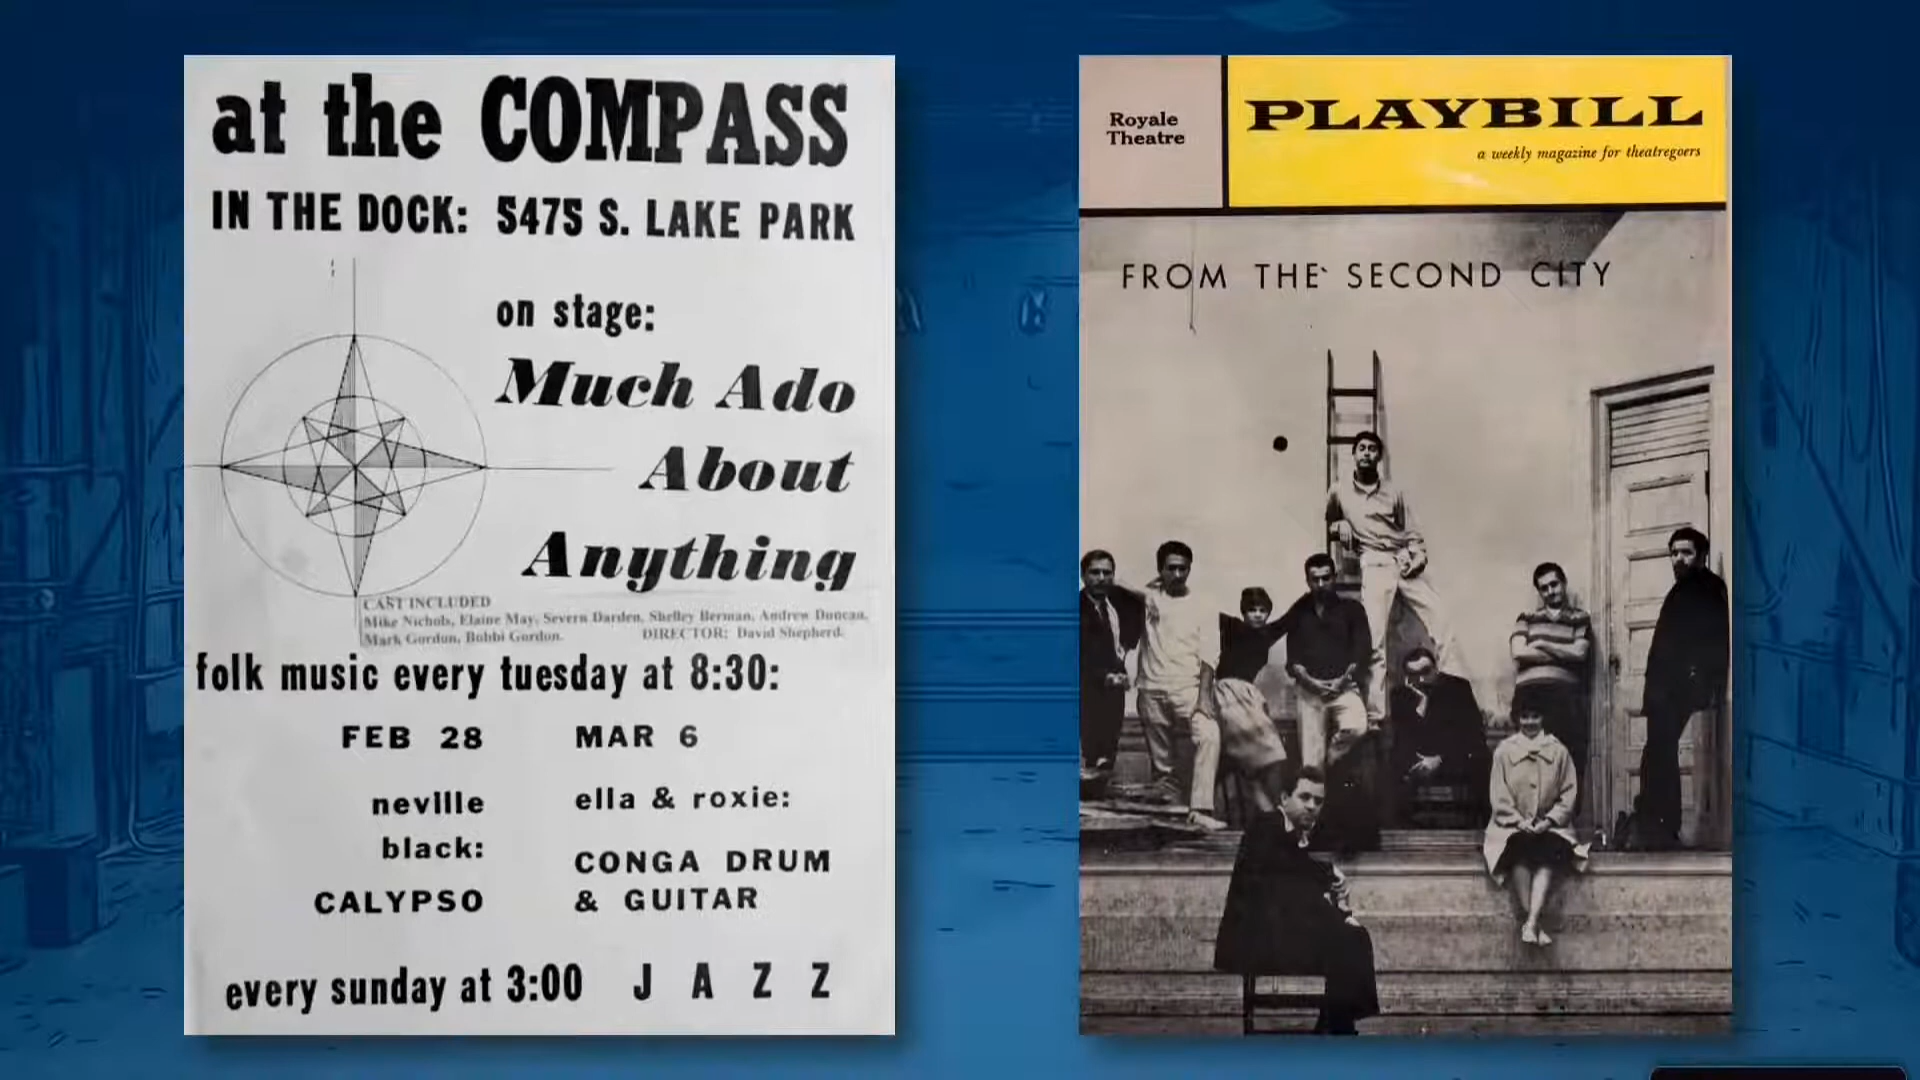 at the COMPASS
IN THE DOCK: 5475 S. LAKE PARK
on stage:
Much Ado
About
Anything
CAST INCLUDED
Mike Nichols, Elaine May, Severn Darden, Shelley Berman, Andrew Duncan,
Mark Gordon, Bobbi Gordon. DIRECTOR: David Shepherd.
folk music every tuesday at 8:30:
FEB 28
neville
black:
CALYPSO
MAR 6
ella & roxie:
CONGA DRUM
& GUITAR
every sunday at 3:00 JAZZ
Royale
Theatre
PLAYBILL
a weekly magazine for theatregoers
FROM THE SECOND CITY